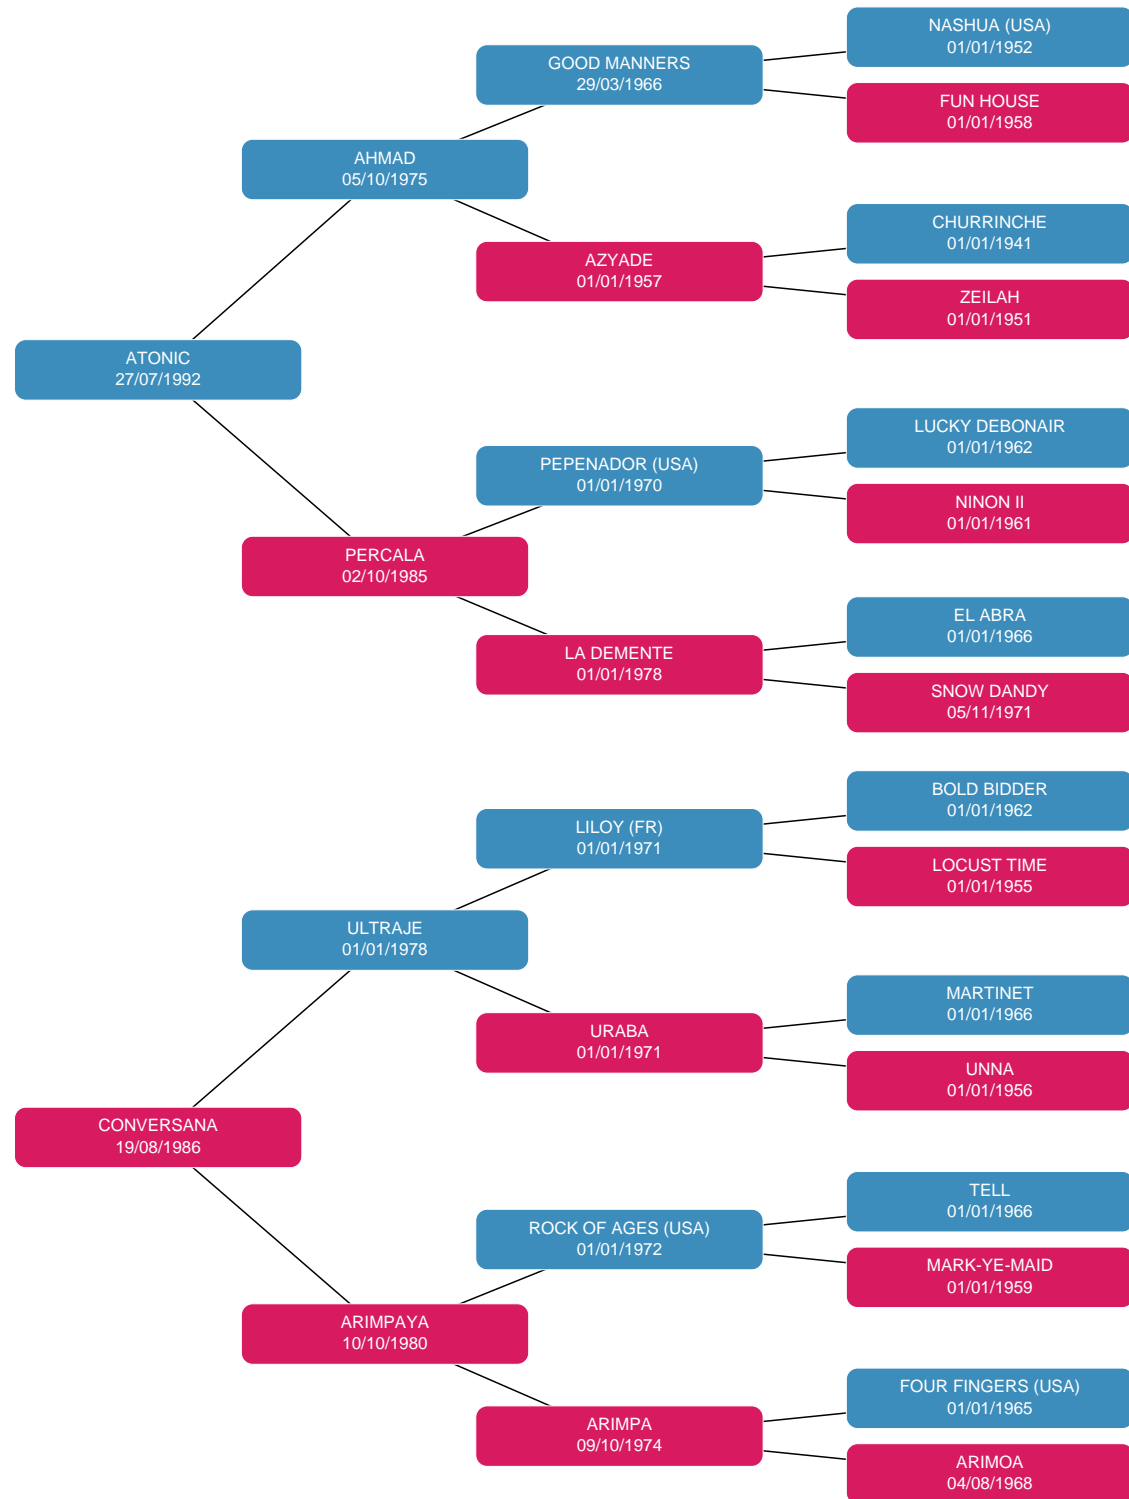 NASHUA (USA)
01/01/1952
GOOD MANNERS
29/03/1966
FUN HOUSE
01/01/1958
AHMAD
05/10/1975
CHURRINCHE
01/01/1941
AZYADE
01/01/1957
ZEILAH
01/01/1951
ATONIC
27/07/1992
LUCKY DEBONAIR
01/01/1962
PEPENADOR (USA)
01/01/1970
NINON II
01/01/1961
PERCALA
02/10/1985
EL ABRA
01/01/1966
LA DEMENTE
01/01/1978
SNOW DANDY
05/11/1971
BOLD BIDDER
01/01/1962
LILOY (FR)
01/01/1971
LOCUST TIME
01/01/1955
ULTRAJE
01/01/1978
MARTINET
01/01/1966
URABA
01/01/1971
UNNA
01/01/1956
CONVERSANA
19/08/1986
TELL
01/01/1966
ROCK OF AGES (USA)
01/01/1972
MARK-YE-MAID
01/01/1959
ARIMPAYA
10/10/1980
FOUR FINGERS (USA)
01/01/1965
ARIMPA
09/10/1974
ARIMOA
04/08/1968